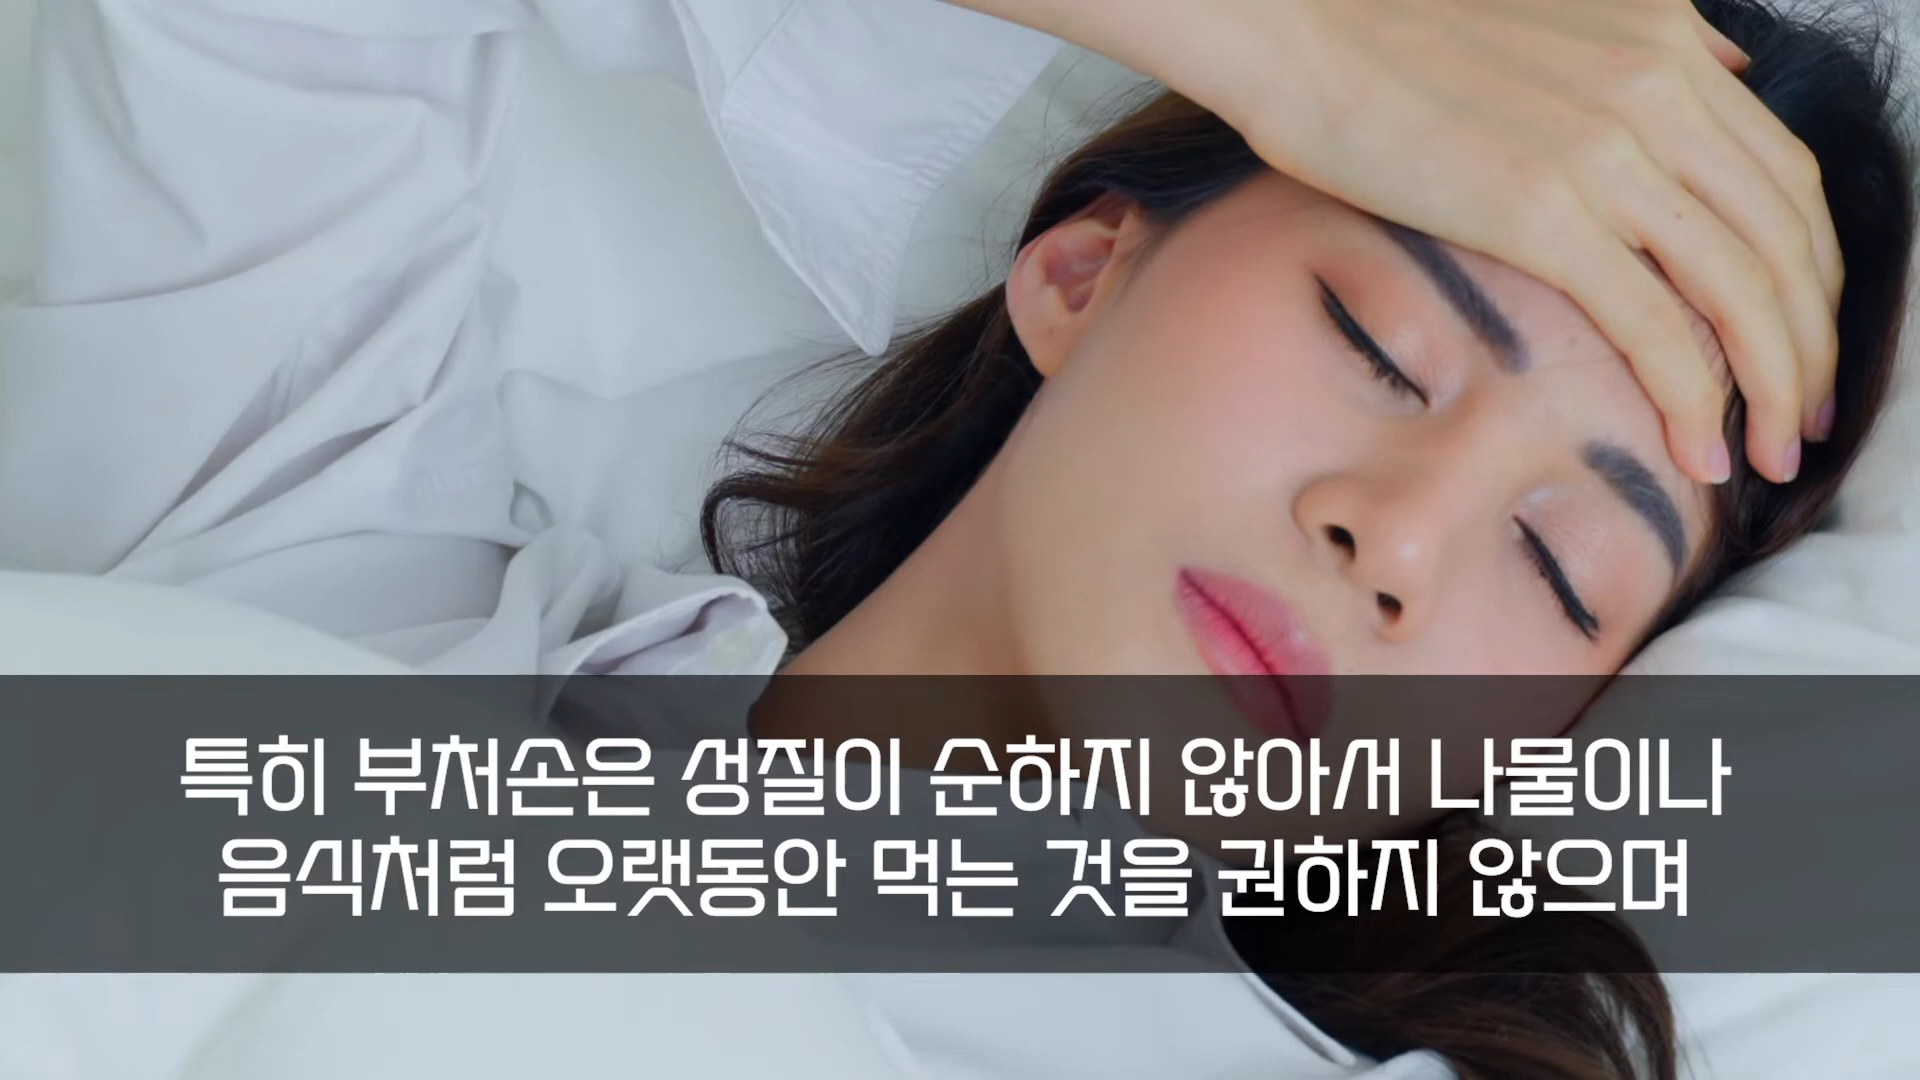 특히 부처손은 성질이 순하지 않아서 나물이나
음식처럼 오랫동안 먹는 것을 권하지 않으며